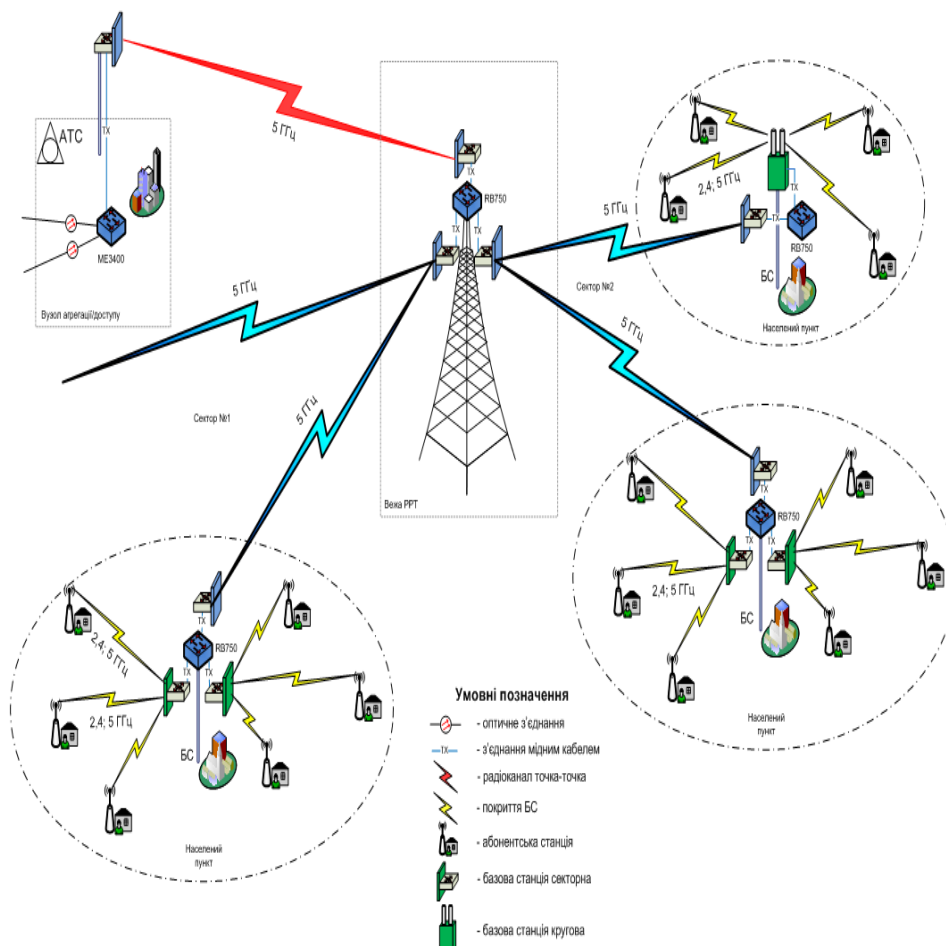 АТС
TX
ME3400
Вузол агрегації/доступу
5 ГГц
TX
RB750
TX
TX
Вежа РРТ
5 ГГц
Сектор №1
5 ГГц
5 ГГц
Сектор №2
5 ГГц
2,4; 5 ГГц
TX
TX
RB750
БС
Населений пункт
TX
RB750
TX
TX
2,4; 5 ГГц
БС
Населений
пункт
TX
RB750
TX
TX
2,4; 5 ГГц
2,4; 5 ГГц
БС
Населений
пункт
Умовні позначення
- оптичне з'єднання
TX
- з'єднання мідним кабелем
- радіоканал точка-точка
- покриття БС
- абонентська станція
- базова станція секторна
- базова станція кругова